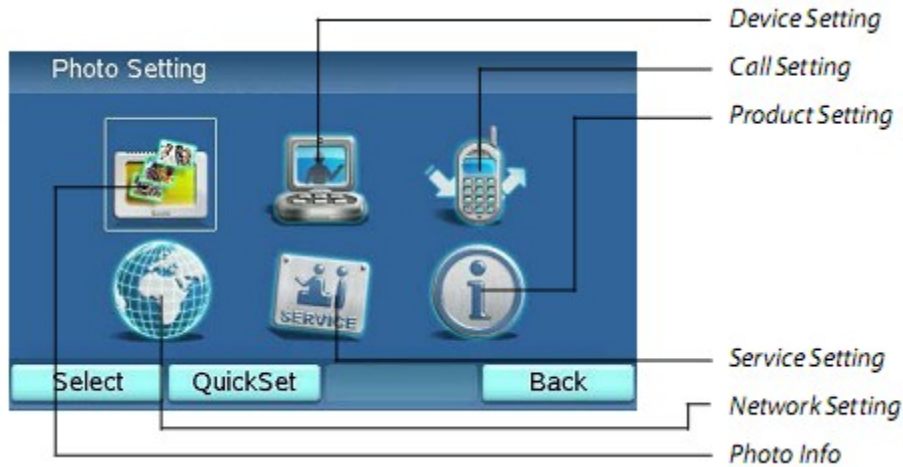 Device Setting
Photo Setting
Call Setting
Product Setting
SERVICE
Service Setting
Select
QuickSet
Back
Network Setting
Photo Info